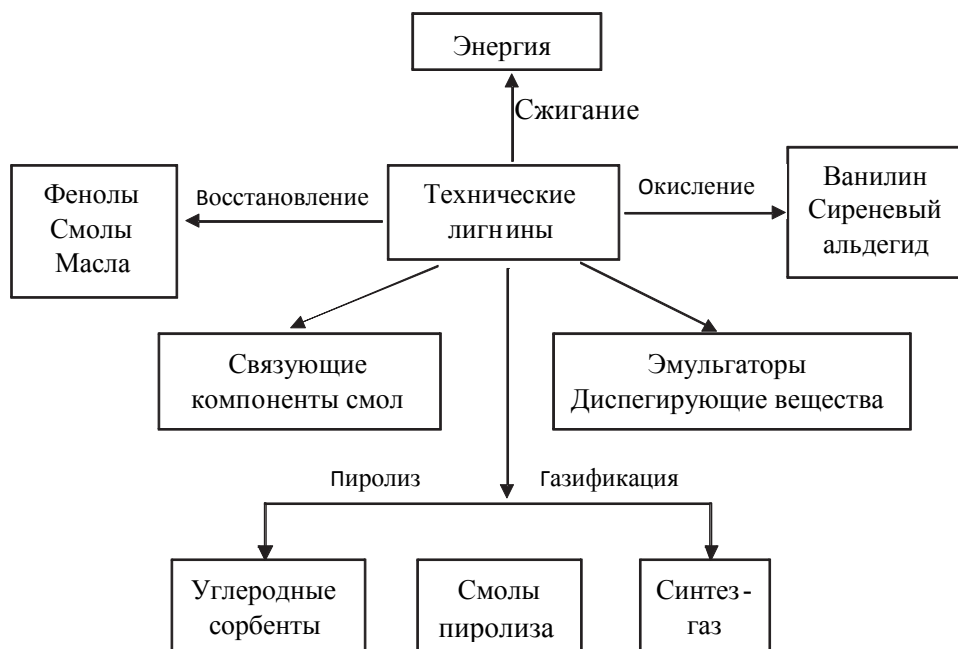 Энергия
Сжигание
Фенолы
Смолы
Масла
Восстановление
Технические
лигнины
Окисление
Ванилин
Сиреневый
альдегид
Связующие
компоненты смол
Эмульгаторы
Диспегирующие вещества
Пиролиз
Газификация
Углеродные
сорбенты
Смолы
пиролиза
Синтез-
газ